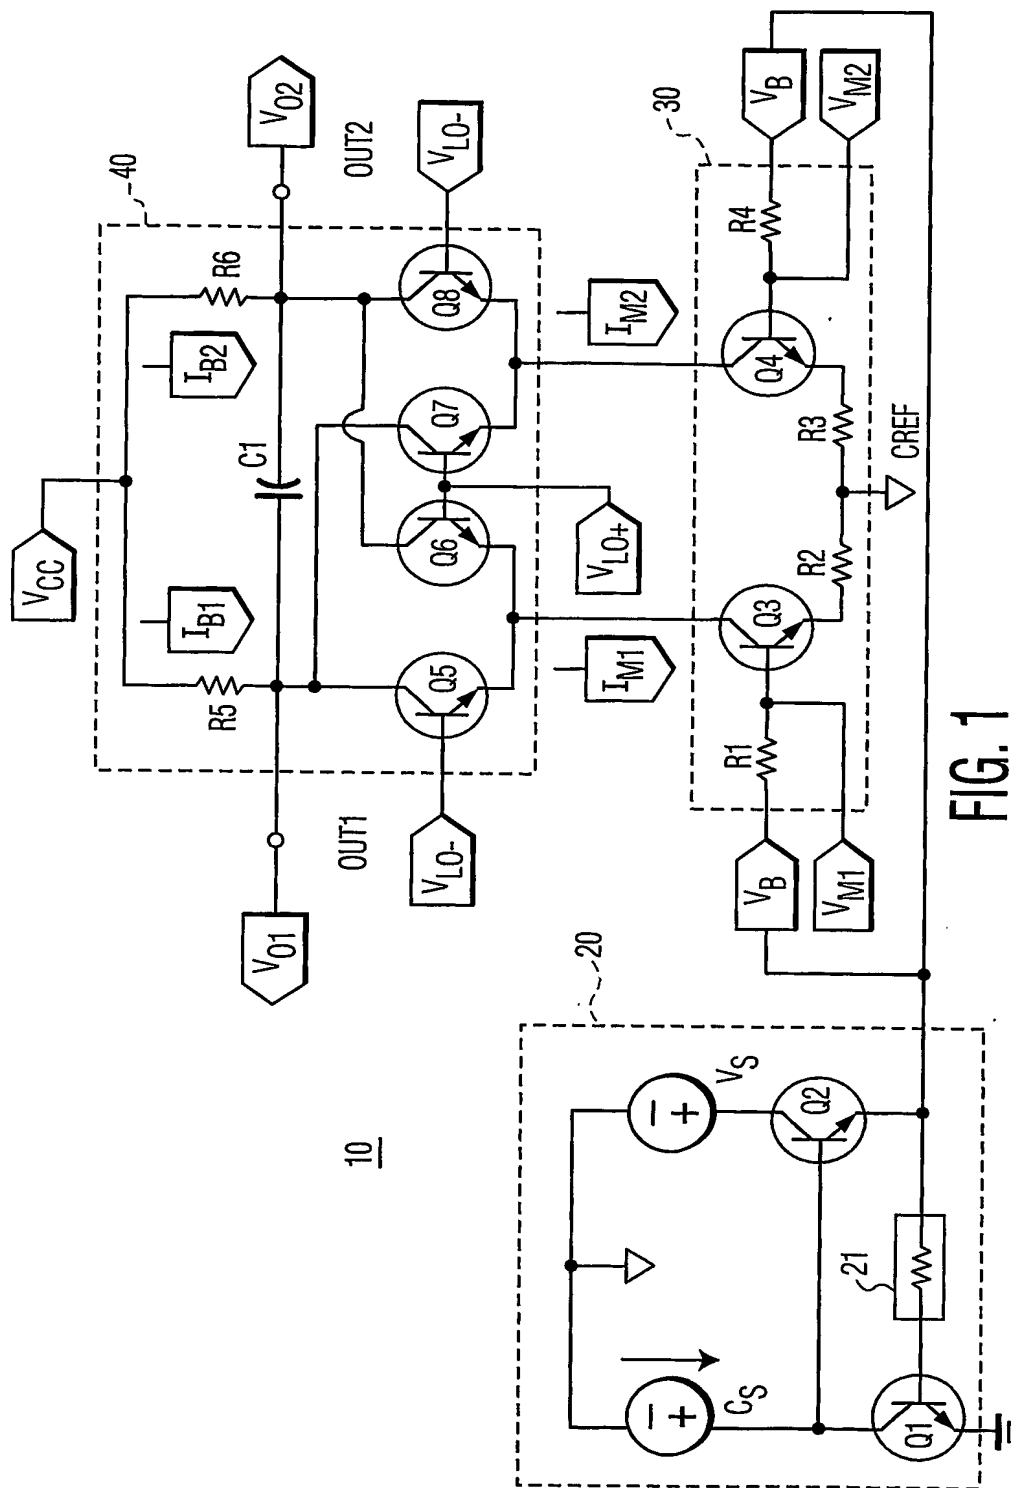 10
20
C_S
V_S
Q1
Q2
21
V_CC
40
I_B1
I_B2
R5
R6
C1
V_O1
V_O2
OUT1
OUT2
V_LO-
Q5
Q6
Q7
Q8
V_LO-
V_LO+
I_M1
I_M2
30
V_B
R1
Q3
Q4
R4
V_B
V_M1
R2
R3
V_M2
CREF
FIG. 1